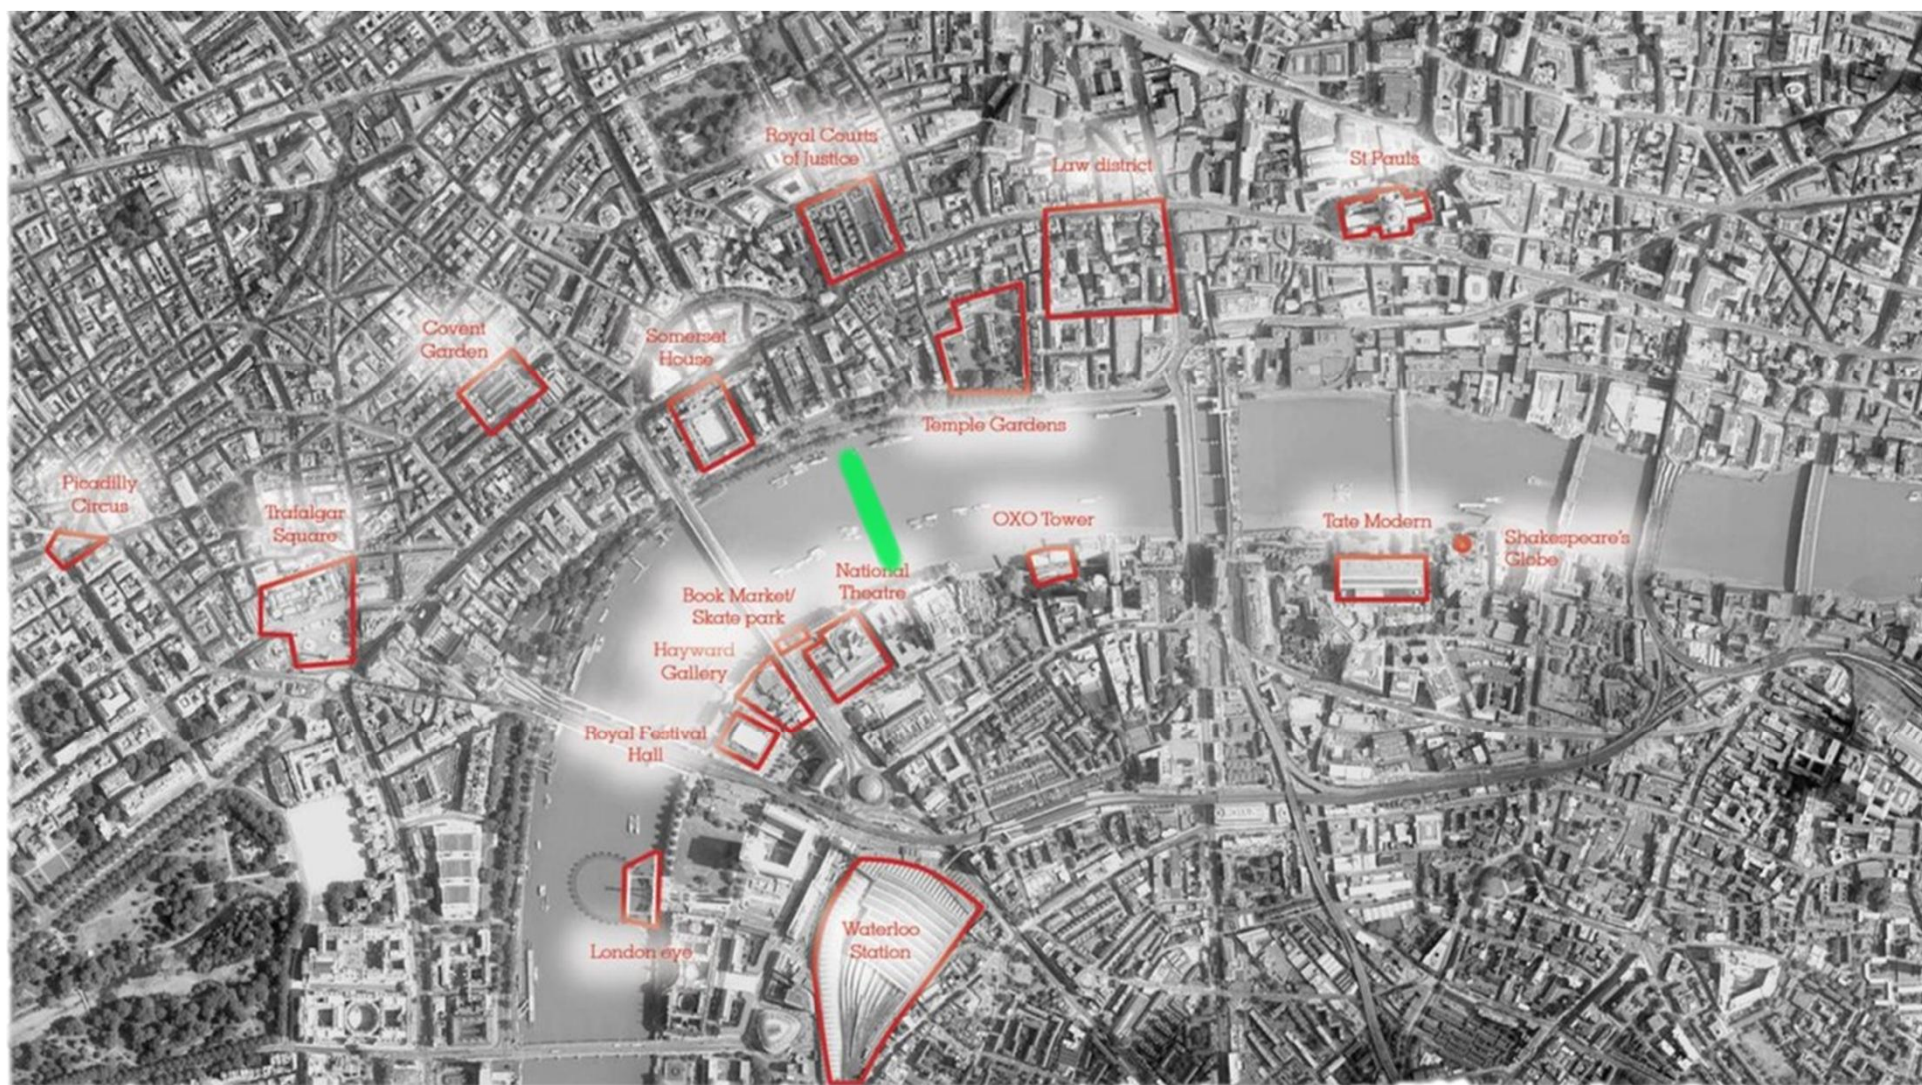 Royal Courts
of Justice
Law district
St Pauls
Covent
Garden
Somerset
House
Temple Gardens
Picadilly
Circus
Trafalgar
Square
OXO Tower
Tate Modern
Shakespeare's
Globe
National
Theatre
Book Market/
Skate park
Hayward
Gallery
Royal Festival
Hall
Waterloo
Station
London eye